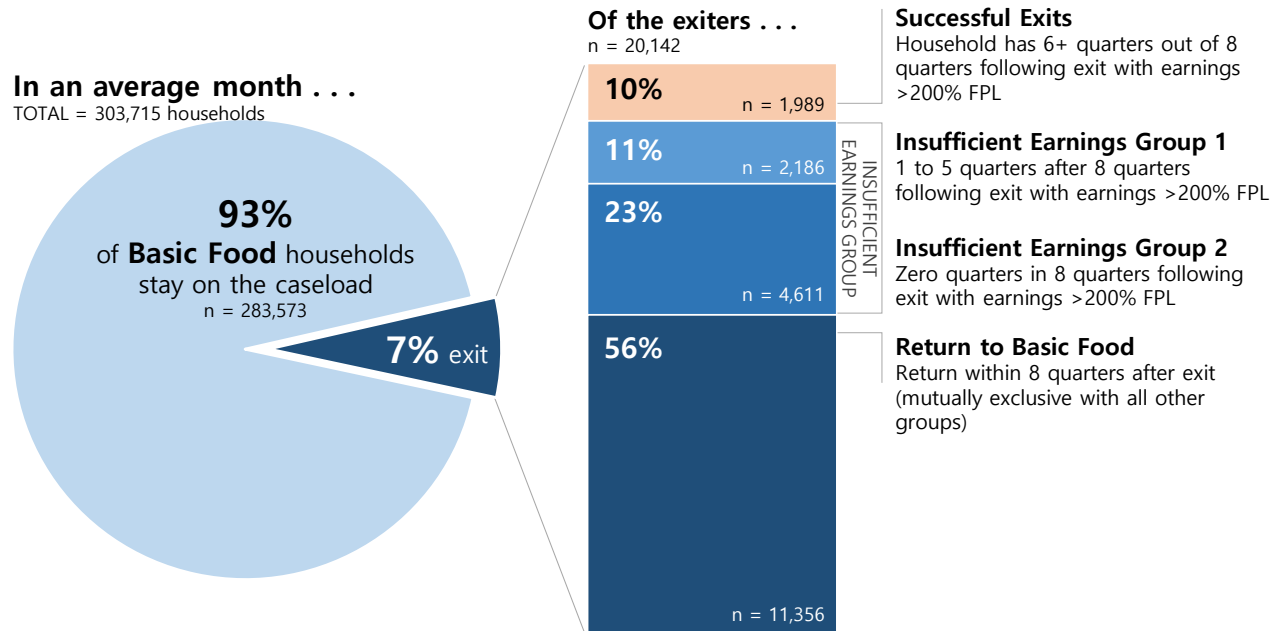 In an average month . . .
TOTAL = 303,715 households
93%
of Basic Food households
stay on the caseload
n = 283,573
7% exit
Of the exiters . . .
n = 20,142
10%
n = 1,989
11%
n = 2,186
23%
n = 4,611
56%
n = 11,356
INSUFFICIENT
EARNINGS GROUP
Successful Exits
Household has 6+ quarters out of 8
quarters following exit with earnings
>200% FPL
Insufficient Earnings Group 1
1 to 5 quarters after 8 quarters
following exit with earnings >200% FPL
Insufficient Earnings Group 2
Zero quarters in 8 quarters following
exit with earnings >200% FPL
Return to Basic Food
Return within 8 quarters after exit
(mutually exclusive with all other
groups)